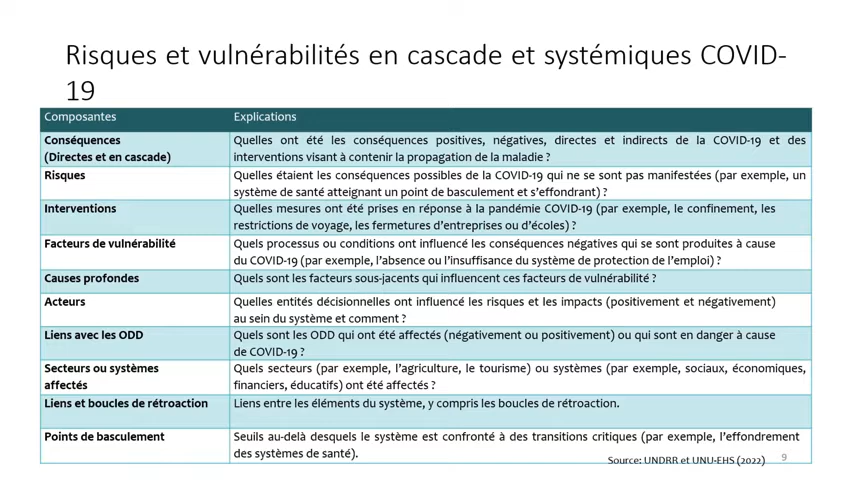 Risques et vulnérabilités en cascade et systémiques COVID-
19
Composantes Explications
Conséquences Quelles ont été les conséquences positives, négatives, directes et indirects de la COVID-19 et des
(Directes et en cascade) interventions visant à contenir la propagation de la maladie ?
Risques Quelles étaient les conséquences possibles de la COVID-19 qui ne se sont pas manifestées (par exemple, un
système de santé atteignant un point de basculement et s’effondrant) ?
Interventions Quelles mesures ont été prises en réponse à la pandémie COVID-19 (par exemple, le confinement, les
restrictions de voyage, les fermetures d’entreprises ou d’écoles) ?
Facteurs de vulnérabilité Quels processus ou conditions ont influencé les conséquences négatives qui se sont produites à cause
du COVID-19 (par exemple, l’absence ou l’insuffisance du système de protection de l’emploi) ?
Causes profondes Quels sont les facteurs sous-jacents qui influencent ces facteurs de vulnérabilité ?
Acteurs Quelles entités décisionnelles ont influencé les risques et les impacts (positivement et négativement)
au sein du système et comment ?
Liens avec les ODD Quels sont les ODD qui ont été affectés (négativement ou positivement) ou qui sont en danger à cause
de COVID-19 ?
Secteurs ou systèmes Quels secteurs (par exemple, l’agriculture, le tourisme) ou systèmes (par exemple, sociaux, économiques,
affectés financiers, éducatifs) ont été affectés ?
Liens et boucles de rétroaction Liens entre les éléments du système, y compris les boucles de rétroaction.
Points de basculement Seuils au-delà desquels le système est confronté à des transitions critiques (par exemple, l’effondrement
des systèmes de santé).
Source: UNDRR et UNU-EHS (2022) 9